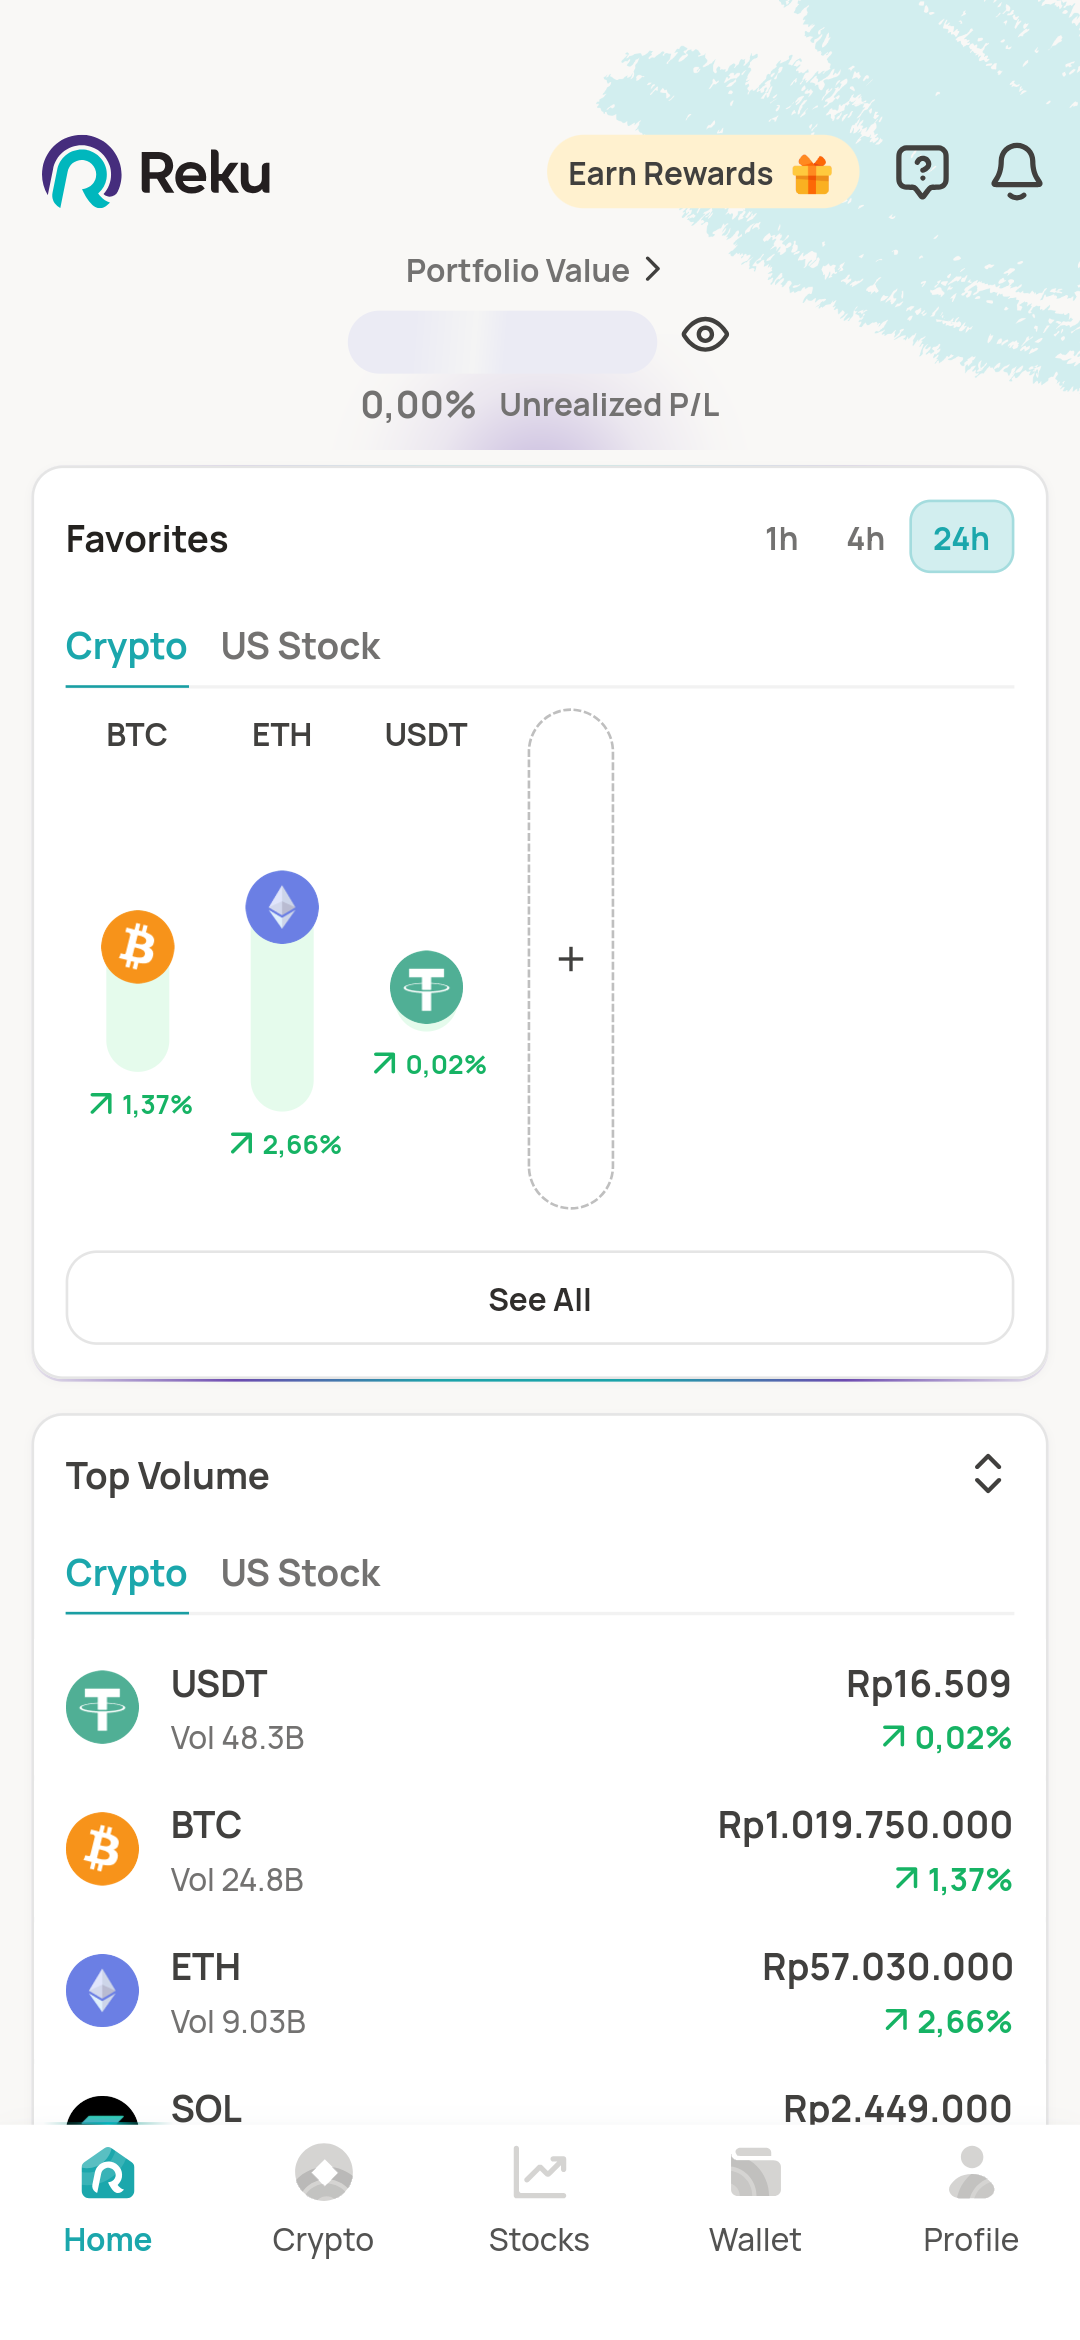 Reku
Earn Rewards
Portfolio Value
0,00% Unrealized P/L
Favorites
1h 4h 24h
Crypto US Stock
BTC ETH USDT
0,02%
1,37%
2,66%
See All
Top Volume
Crypto US Stock
USDT Rp16.509
Vol 48.3B 0,02%
BTC Rp1.019.750.000
Vol 24.8B 1,37%
ETH Rp57.030.000
Vol 9.03B 2,66%
SOL Rp2.449.000
Home Crypto Stocks Wallet Profile